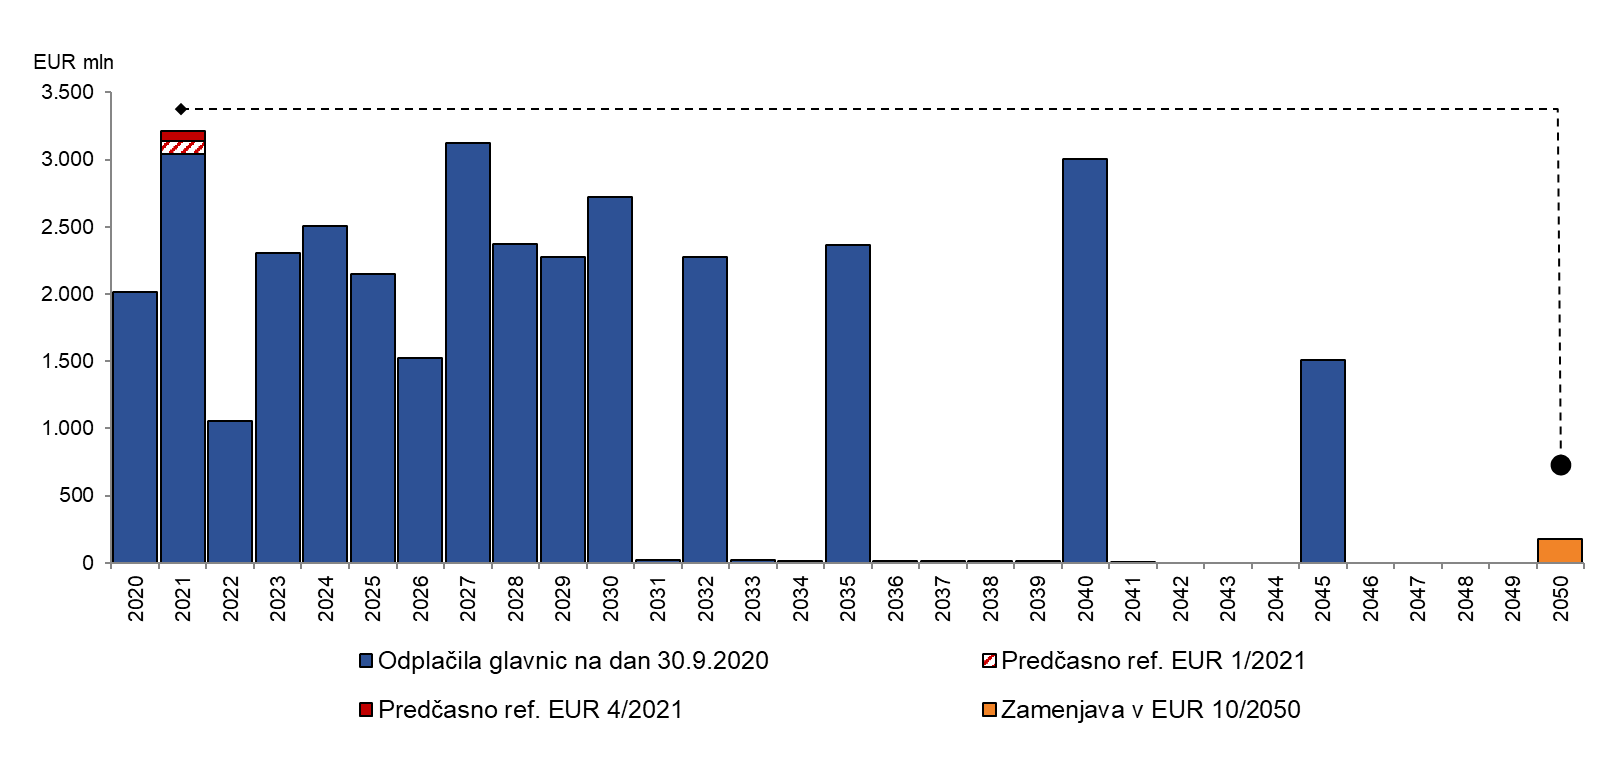 EUR mln
3.500
3.000
2.500
2.000
1.500
1.000
500
0
2020 2021 2022 2023 2024 2025 2026 2027 2028 2029 2030 2031 2032 2033 2034 2035 2036 2037 2038 2039 2040 2041 2042 2043 2044 2045 2046 2047 2048 2049 2050
Odplačila glavnic na dan 30.9.2020 Predčasno ref. EUR 1/2021
Predčasno ref. EUR 4/2021 Zamenjava v EUR 10/2050